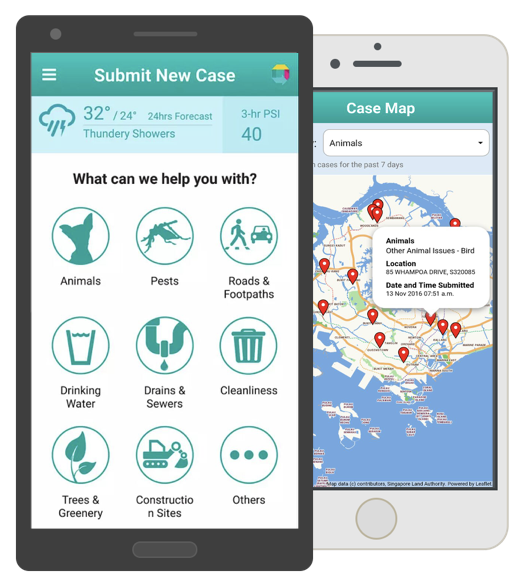 Submit New Case
32° / 24° 24hrs Forecast
Thundery Showers
3-hr PSI
40
What can we help you with?
Animals
Pests
Roads &
Footpaths
Drinking
Water
Drains &
Sewers
Cleanliness
Trees &
Greenery
Constructio
n Sites
Others
Case Map
Animals
cases for the past 7 days
Animals
Other Animal Issues - Bird
Location
85 WHAMPOA DRIVE, S320085
Date and Time Submitted
13 Nov 2016 07:51 a.m.
Map data (c) contributors, Singapore Land Authority. Powered by Leaflet